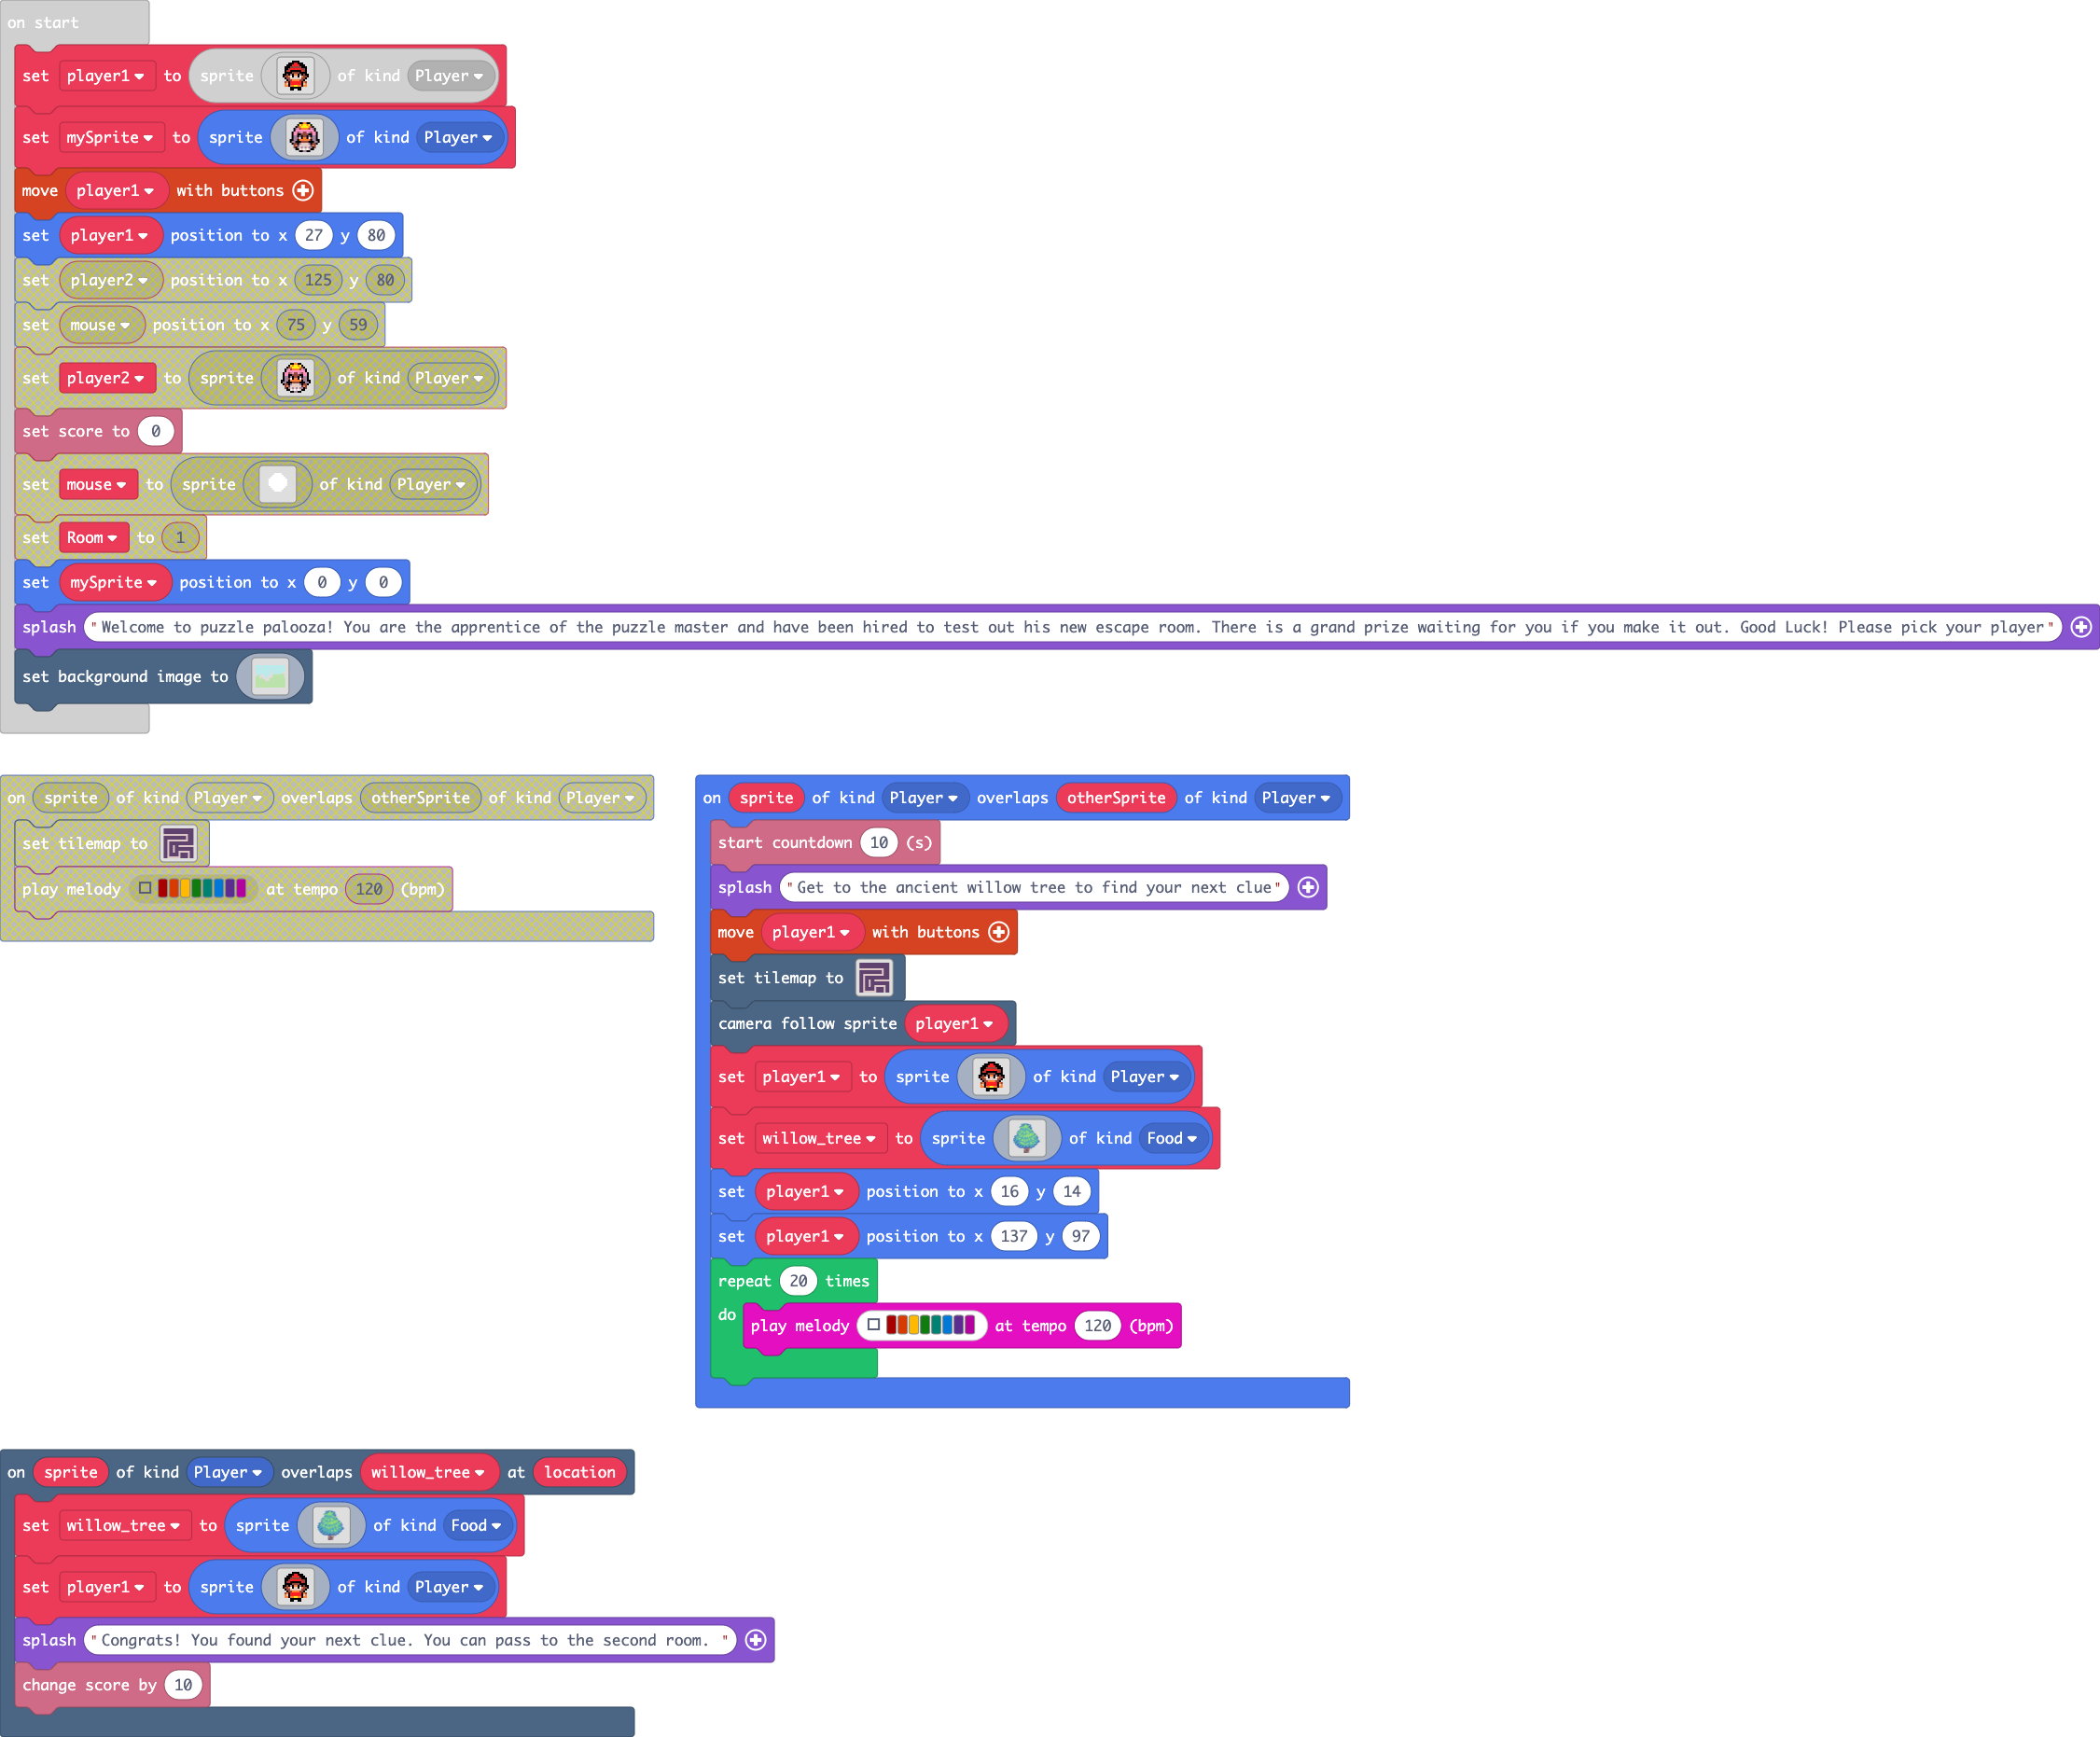 on start
set player1 to sprite of kind Player
set mySprite to sprite of kind Player
move player1 with buttons
set player1 position to x 27 y 80
set player2 position to x 125 y 80
set mouse position to x 75 y 59
set player2 to sprite of kind Player
set score to 0
set mouse to sprite of kind Player
set Room to 1
set mySprite position to x 0 y 0
splash "Welcome to puzzle palooza! You are the apprentice of the puzzle master and have been hired to test out his new escape room. There is a grand prize waiting for you if you make it out. Good Luck! Please pick your player"
set background image to
on sprite of kind Player overlaps otherSprite of kind Player
set tilemap to
play melody at tempo 120 (bpm)
on sprite of kind Player overlaps otherSprite of kind Player
start countdown 10 (s)
splash "Get to the ancient willow tree to find your next clue"
move player1 with buttons
set tilemap to
camera follow sprite player1
set player1 to sprite of kind Player
set willow_tree to sprite of kind Food
set player1 position to x 16 y 14
set player1 position to x 137 y 97
repeat 20 times
do play melody at tempo 120 (bpm)
on sprite of kind Player overlaps willow_tree at location
set willow_tree to sprite of kind Food
set player1 to sprite of kind Player
splash "Congrats! You found your next clue. You can pass to the second room. "
change score by 10